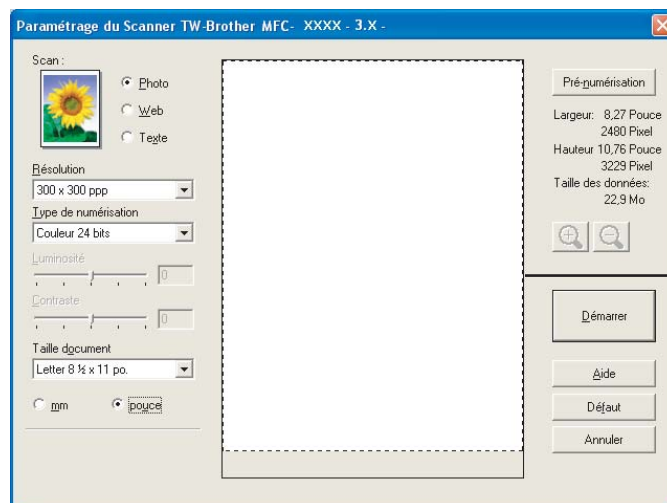 Paramétrage du Scanner TW-Brother MFC- XXXX - 3.X -
Scan :
Photo
Web
Texte
Résolution
300 x 300 ppp
Type de numérisation
Couleur 24 bits
Luminosité
0
Contraste
0
Taille document
Letter 8 ½ x 11 po.
mm
pouce
Pré-numérisation
Largeur: 8,27 Pouce
2480 Pixel
Hauteur 10,76 Pouce
3229 Pixel
Taille des données:
22,9 Mo
Démarrer
Aide
Défaut
Annuler